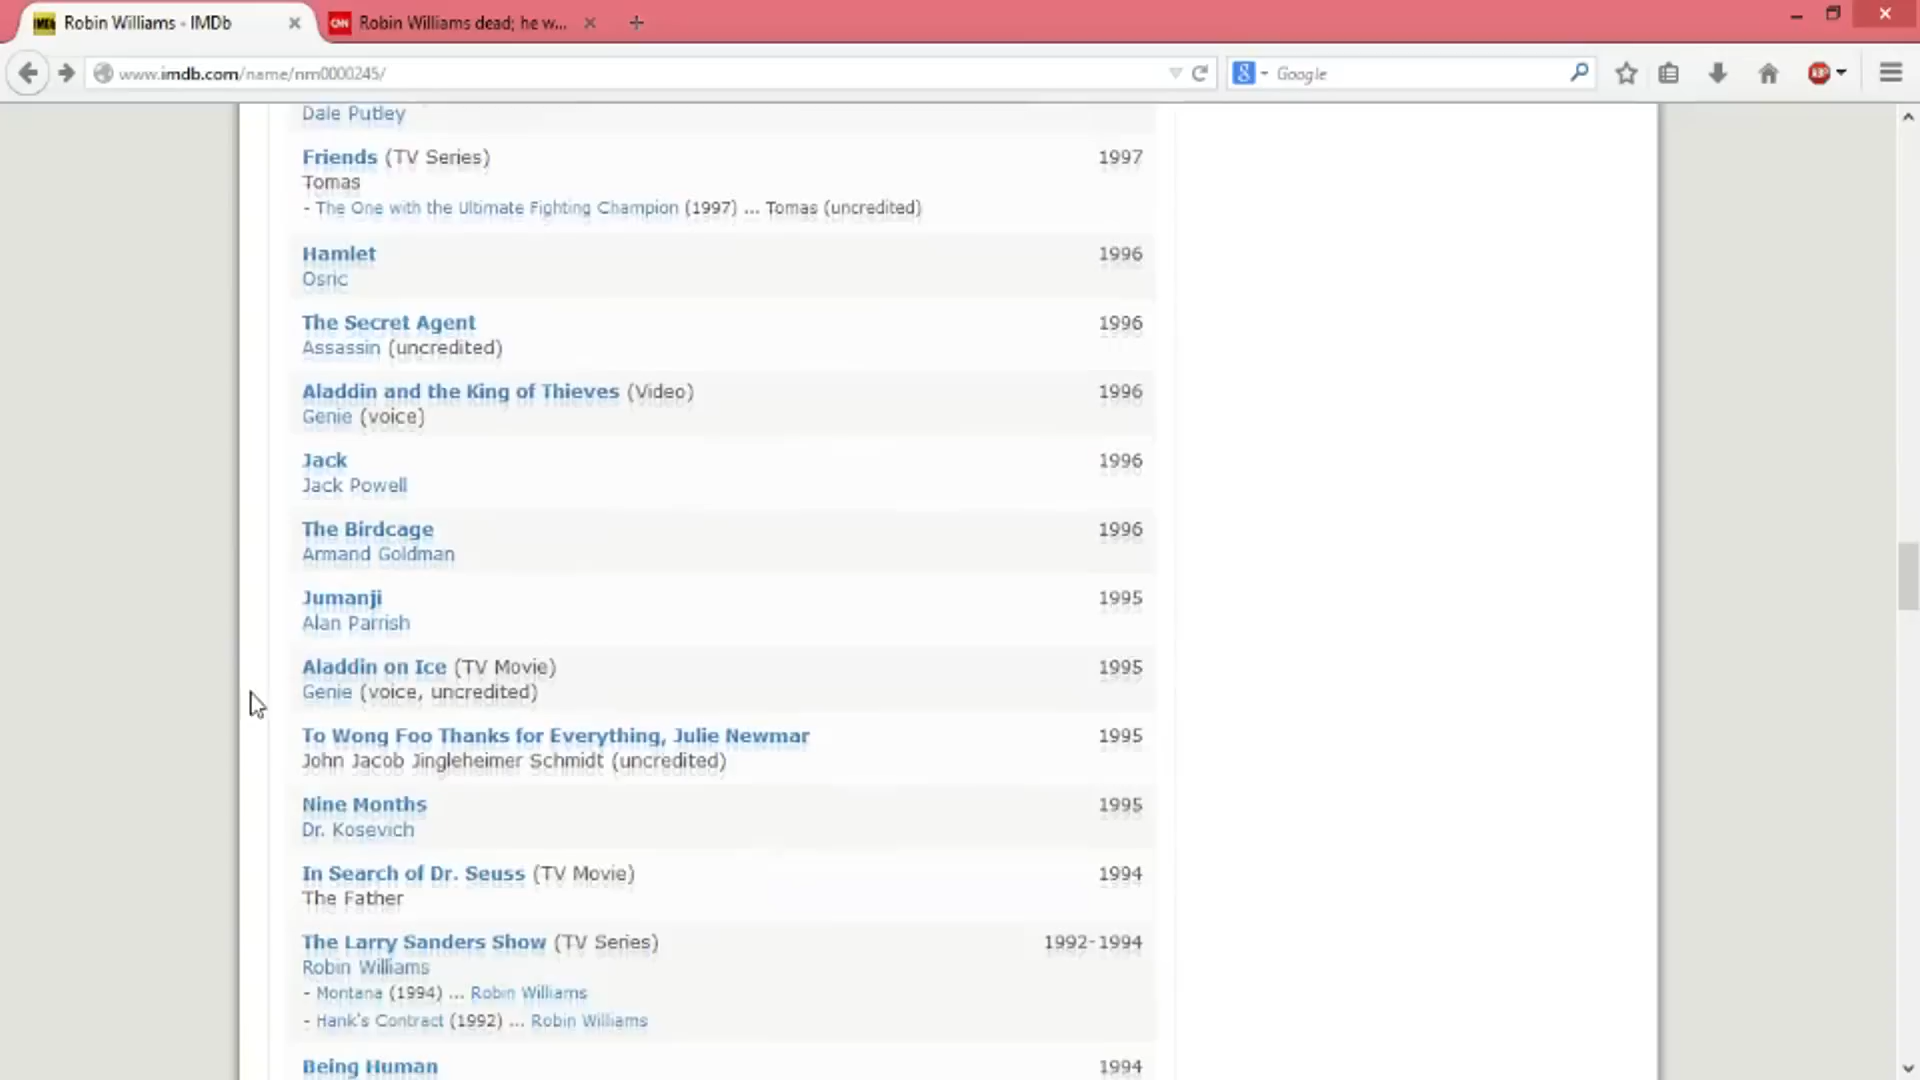 Robin Williams - IMDb
CNN Robin Williams dead; he w...
www.imdb.com/name/nm0000245/
Google
Dale Putley
Friends (TV Series) 1997
Tomas
- The One with the Ultimate Fighting Champion (1997) ... Tomas (uncredited)
Hamlet 1996
Osric
The Secret Agent 1996
Assassin (uncredited)
Aladdin and the King of Thieves (Video) 1996
Genie (voice)
Jack 1996
Jack Powell
The Birdcage 1996
Armand Goldman
Jumanji 1995
Alan Parrish
Aladdin on Ice (TV Movie) 1995
Genie (voice, uncredited)
To Wong Foo Thanks for Everything, Julie Newmar 1995
John Jacob Jingleheimer Schmidt (uncredited)
Nine Months 1995
Dr. Kosevich
In Search of Dr. Seuss (TV Movie) 1994
The Father
The Larry Sanders Show (TV Series) 1992-1994
Robin Williams
- Montana (1994) ... Robin Williams
- Hank's Contract (1992) ... Robin Williams
Being Human 1994